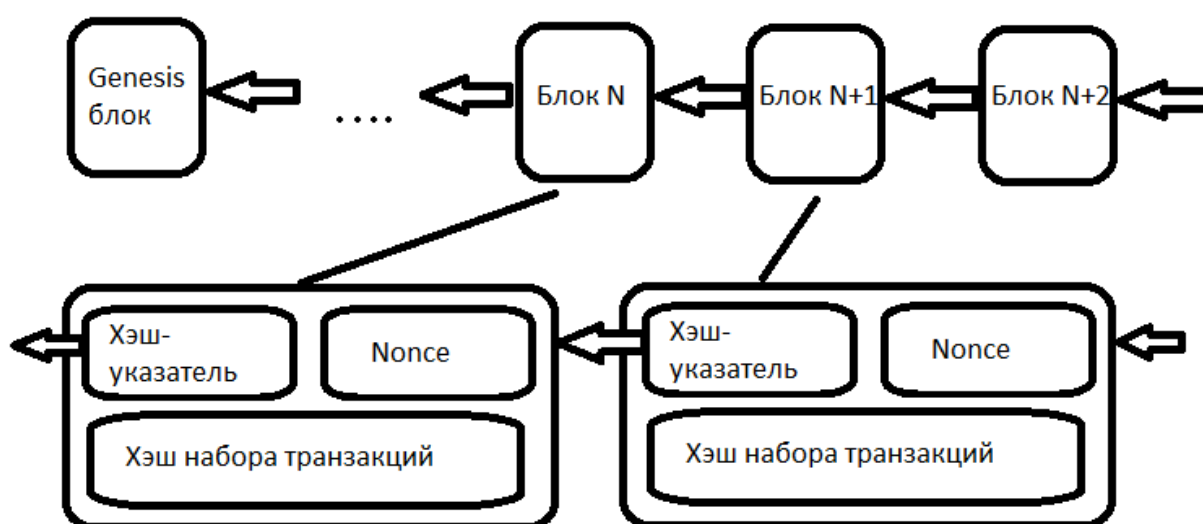 Genesis
блок
....
Блок N
Блок N+1
Блок N+2
Хэш-
указатель
Nonce
Хэш набора транзакций
Хэш-
указатель
Nonce
Хэш набора транзакций